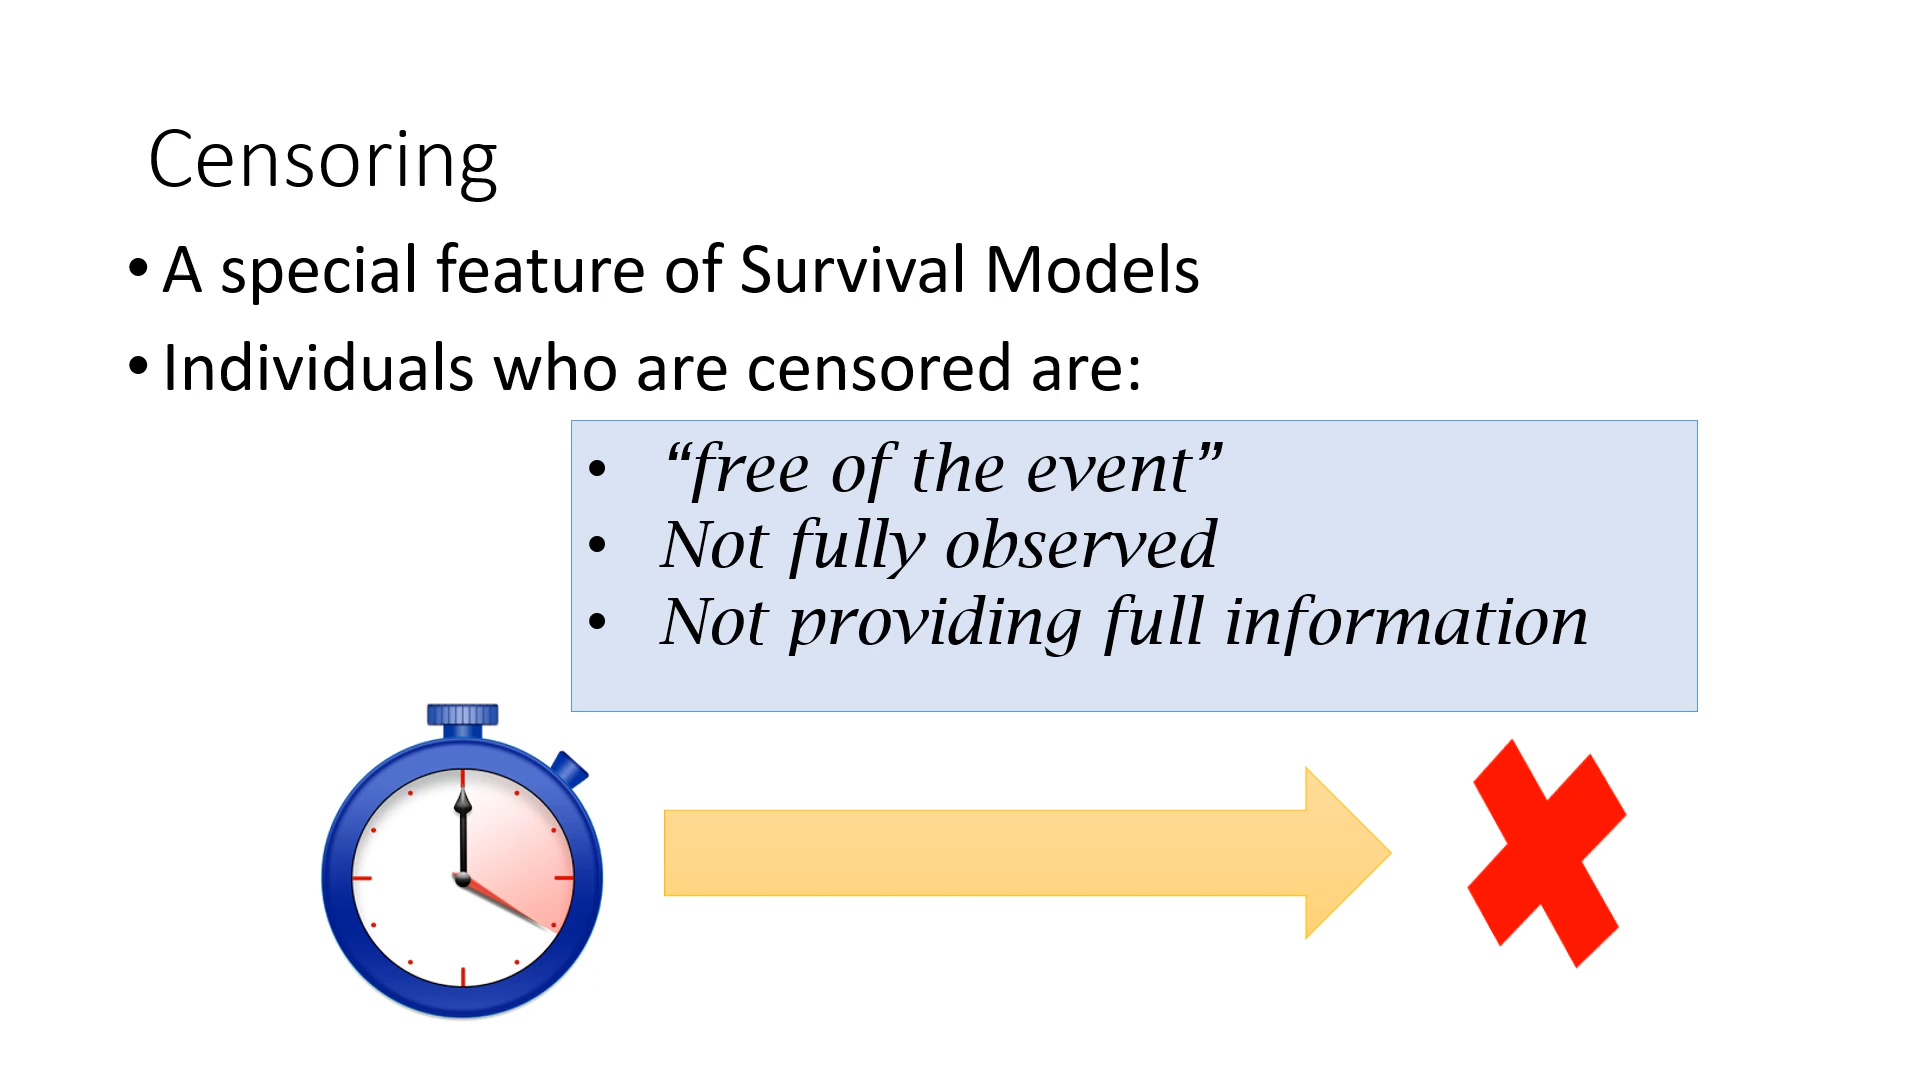 Censoring
• A special feature of Survival Models
• Individuals who are censored are:
• “free of the event”
• Not fully observed
• Not providing full information